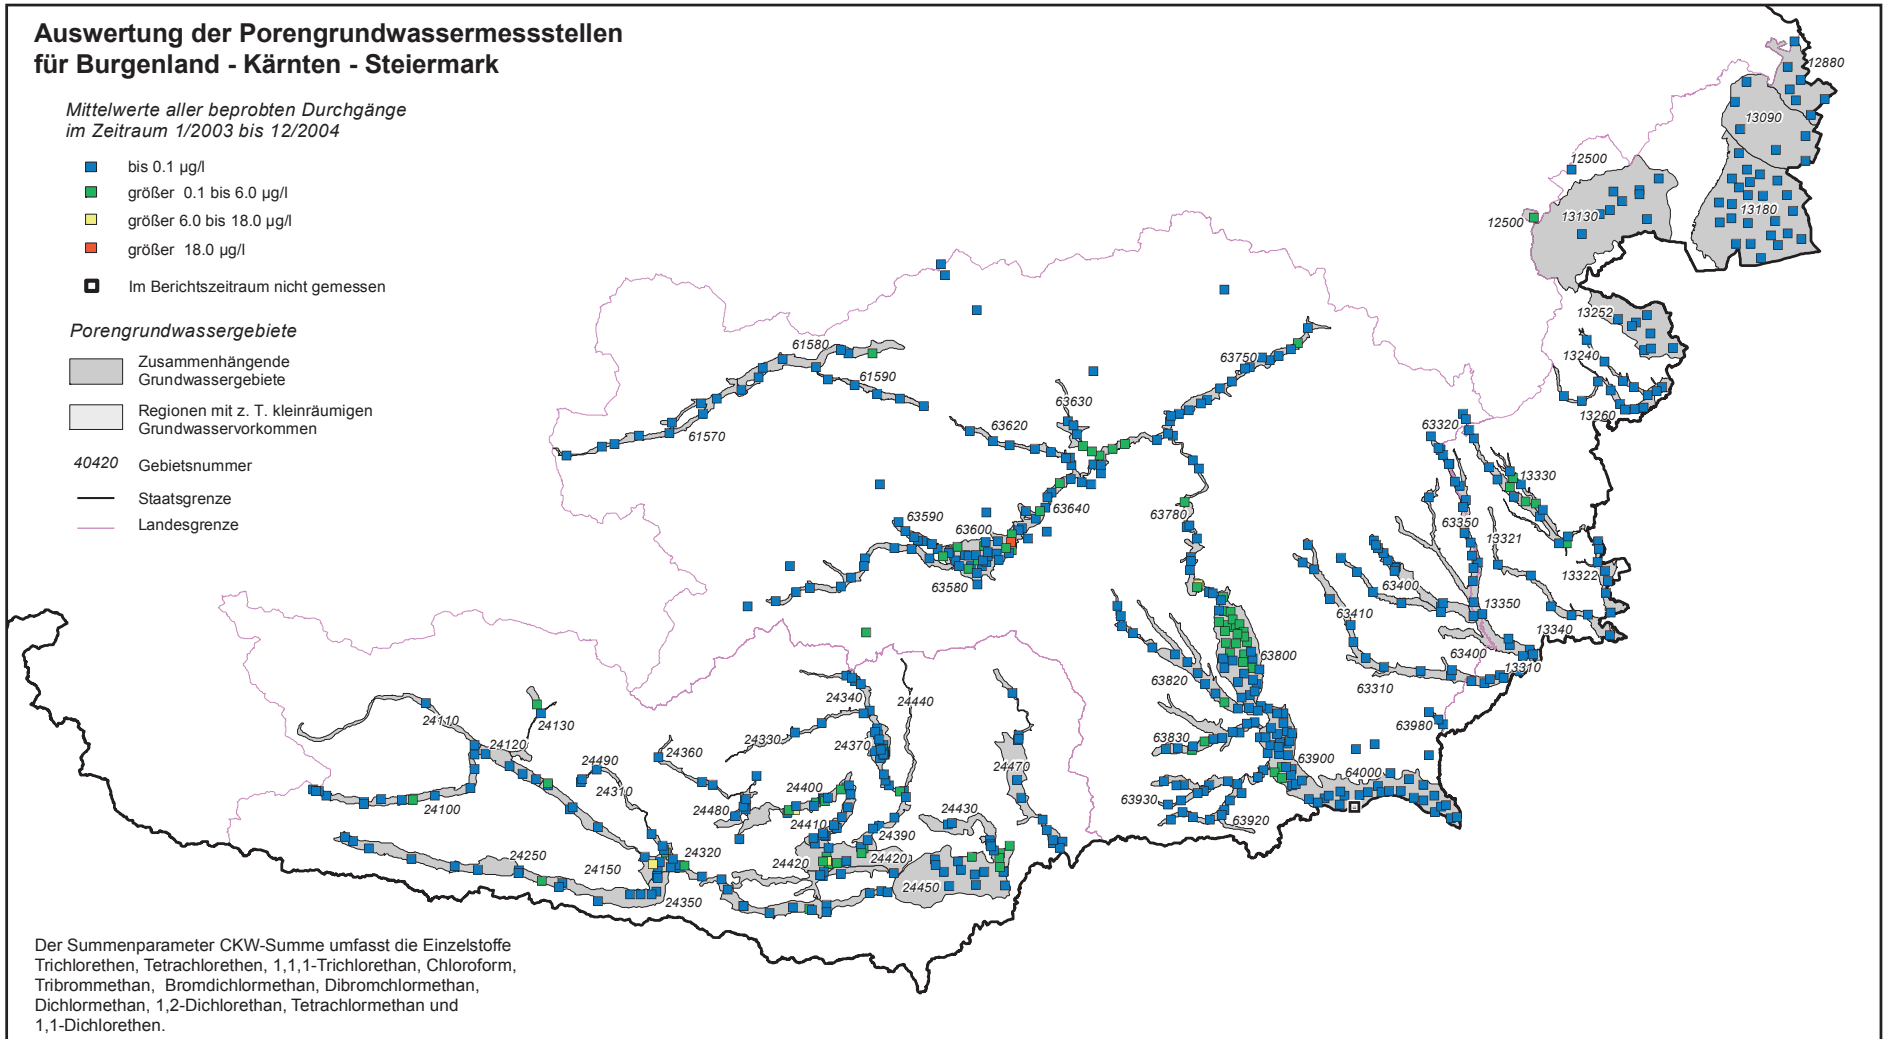 Auswertung der Porengrundwassermessstellen
für Burgenland - Kärnten - Steiermark
Mittelwerte aller beprobten Durchgänge
im Zeitraum 1/2003 bis 12/2004
bis 0.1 µg/l
größer 0.1 bis 6.0 µg/l
größer 6.0 bis 18.0 µg/l
größer 18.0 µg/l
Im Berichtszeitraum nicht gemessen
Porengrundwassergebiete
Zusammenhängende
Grundwassergebiete
Regionen mit z. T. kleinräumigen
Grundwasservorkommen
40420 Gebietsnummer
Staatsgrenze
Landesgrenze
12880
13090
12500
13180
12500
13130
13252
13240
13260
61580
61590
61570
63750
63630
63620
63640
63590
63600
63580
63780
63320
13330
63350
13321
13322
63400
13350
63410
13340
63400
13310
63310
63800
63820
63830
63980
63900
64000
63930
63920
24110
24130
24120
24490
24310
24100
24250
24150
24320
24350
24360
24330
24340
24440
24370
24400
24480
24410
24390
24430
24470
24420
24420
24450
Der Summenparameter CKW-Summe umfasst die Einzelstoffe
Trichlorethen, Tetrachlorethen, 1,1,1-Trichlorethan, Chloroform,
Tribrommethan, Bromdichlormethan, Dibromchlormethan,
Dichlormethan, 1,2-Dichlorethan, Tetrachlormethan und
1,1-Dichlorethen.